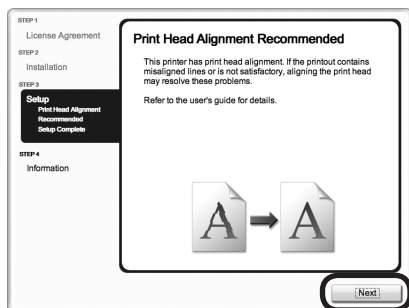 STEP 1
License Agreement
STEP 2
Installation
STEP 3
Setup
Print Head Alignment
Recommended
Setup Complete
STEP 4
Information
Print Head Alignment Recommended
This printer has print head alignment. If the printout contains
misaligned lines or is not satisfactory, aligning the print head
may resolve these problems.
Refer to the user's guide for details.
A
A
Next